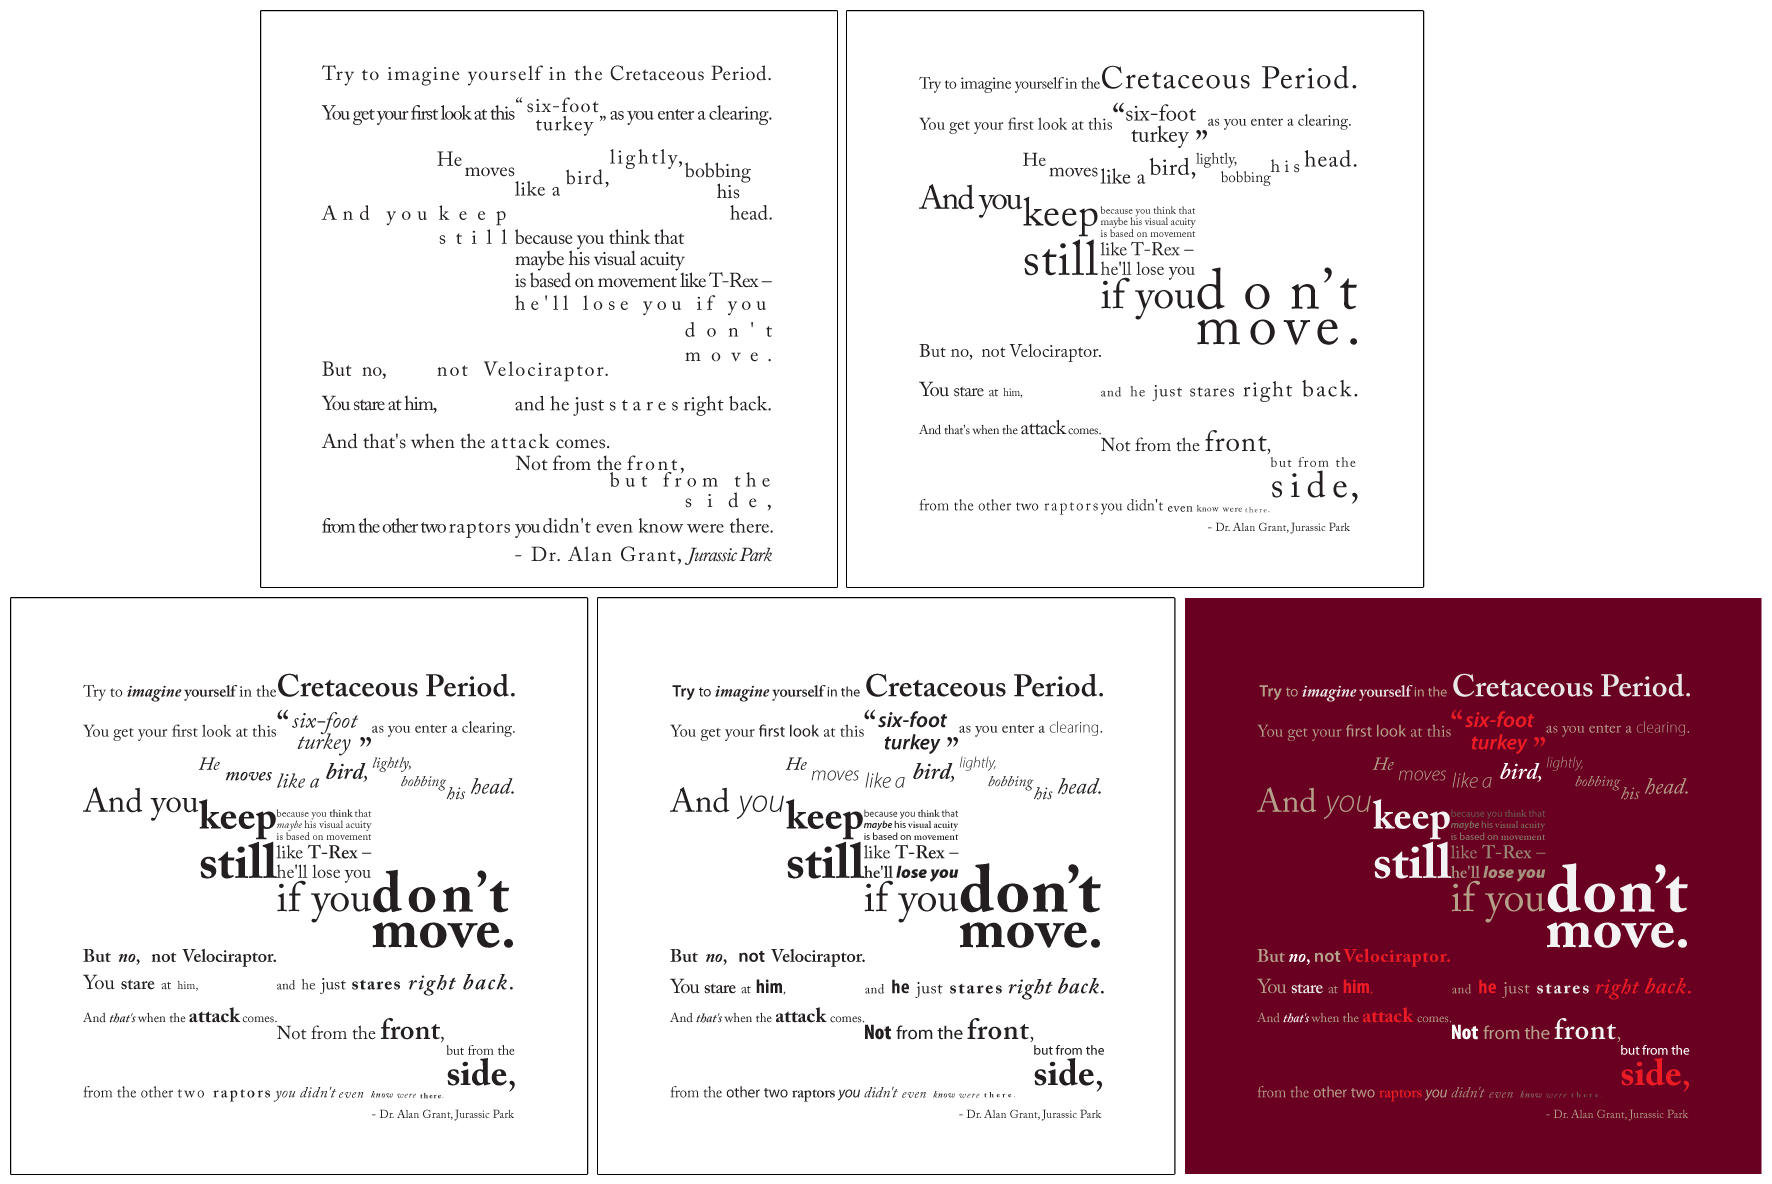 Try to imagine yourself in the Cretaceous Period.
You get your first look at this “six-foot turkey„ as you enter a clearing.
He moves like a bird, lightly, bobbing his head.
And you keep
still because you think that
maybe his visual acuity
is based on movement like T-Rex –
he'll lose you if you
don't
move.
But no, not Velociraptor.
You stare at him, and he just stares right back.
And that's when the attack comes.
Not from the front,
but from the
side,
from the other two raptors you didn't even know were there.
- Dr. Alan Grant, Jurassic Park
Try to imagine yourself in the Cretaceous Period.
You get your first look at this “six-foot turkey” as you enter a clearing.
He moves like a bird, lightly, bobbing his head.
And you keep
still
because you think that
maybe his visual acuity
is based on movement
like T-Rex –
he'll lose you
if you don’t
move.
But no, not Velociraptor.
You stare at him, and he just stares right back.
And that's when the attack comes.
Not from the front,
but from the
side,
from the other two raptors you didn't even know were there.
- Dr. Alan Grant, Jurassic Park
Try to imagine yourself in the Cretaceous Period.
You get your first look at this “six-foot turkey” as you enter a clearing.
He moves like a bird, lightly, bobbing his head.
And you keep
still
because you think that
maybe his visual acuity
is based on movement
like T-Rex –
he'll lose you
if you don’t
move.
But no, not Velociraptor.
You stare at him, and he just stares right back.
And that's when the attack comes.
Not from the front,
but from the
side,
from the other two raptors you didn't even know were there.
- Dr. Alan Grant, Jurassic Park
Try to imagine yourself in the Cretaceous Period.
You get your first look at this “six-foot turkey” as you enter a clearing.
He moves like a bird, lightly, bobbing his head.
And you keep
still
because you think that
maybe his visual acuity
is based on movement
like T-Rex –
he'll lose you
if you don’t
move.
But no, not Velociraptor.
You stare at him, and he just stares right back.
And that's when the attack comes.
Not from the front,
but from the
side,
from the other two raptors you didn't even know were there.
- Dr. Alan Grant, Jurassic Park
Try to imagine yourself in the Cretaceous Period.
You get your first look at this “six-foot turkey” as you enter a clearing.
He moves like a bird, lightly, bobbing his head.
And you keep
still
because you think that
maybe his visual acuity
is based on movement
like T-Rex –
he'll lose you
if you don’t
move.
But no, not Velociraptor.
You stare at him, and he just stares right back.
And that's when the attack comes.
Not from the front,
but from the
side,
from the other two raptors you didn't even know were there.
- Dr. Alan Grant, Jurassic Park